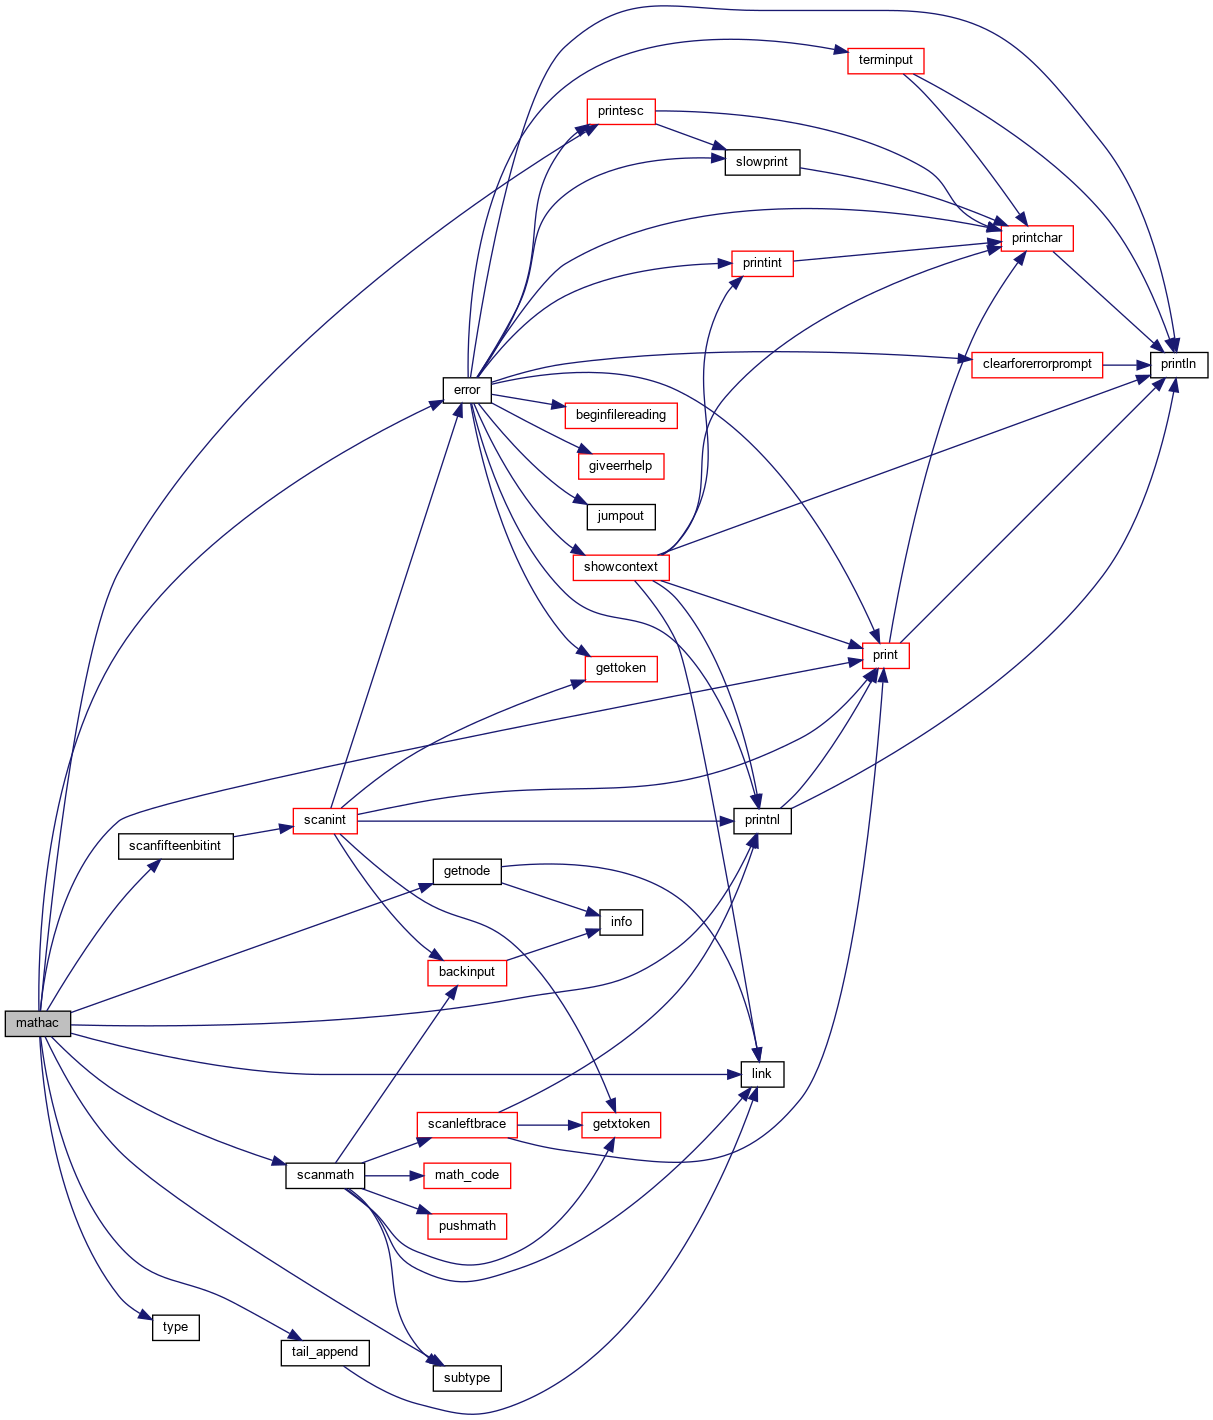 terminput
printesc
slowprint
printchar
printint
println
clearforerrorprompt
error
beginfilereading
giveerrhelp
jumpout
showcontext
print
gettoken
scanint
printnl
scanfifteenbitint
getnode
info
backinput
mathac
link
scanleftbrace
getxtoken
scanmath
math_code
pushmath
type
tail_append
subtype